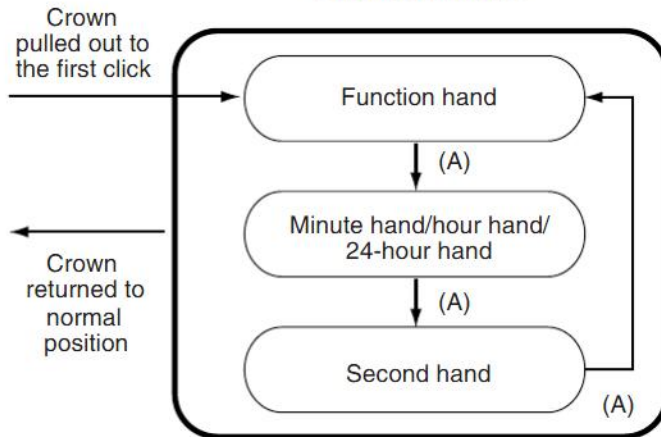 Crown
pulled out to
the first click
Function hand
(A)
Minute hand/hour hand/
24-hour hand
Crown
returned to
normal
position
(A)
Second hand
(A)